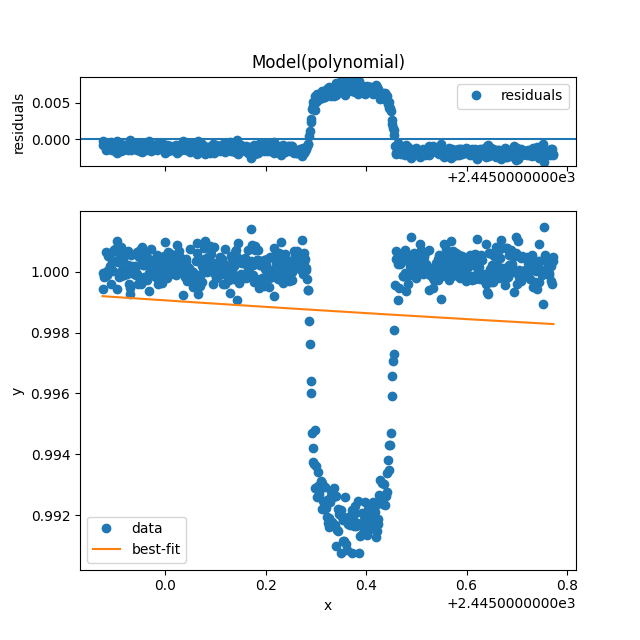 Model(polynomial)
residuals
0.005
0.000
residuals
+2.4450000000e3
1.000
0.998
0.996
0.994
0.992
y
data
best-fit
0.0 0.2 0.4 0.6 0.8
x
+2.4450000000e3